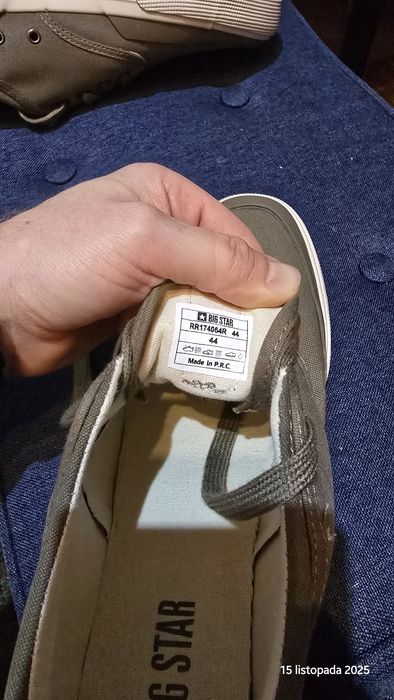 BIG STAR
RR174064R 44
44
Made in P.R.C.
BIG STAR
15 listopada 2025